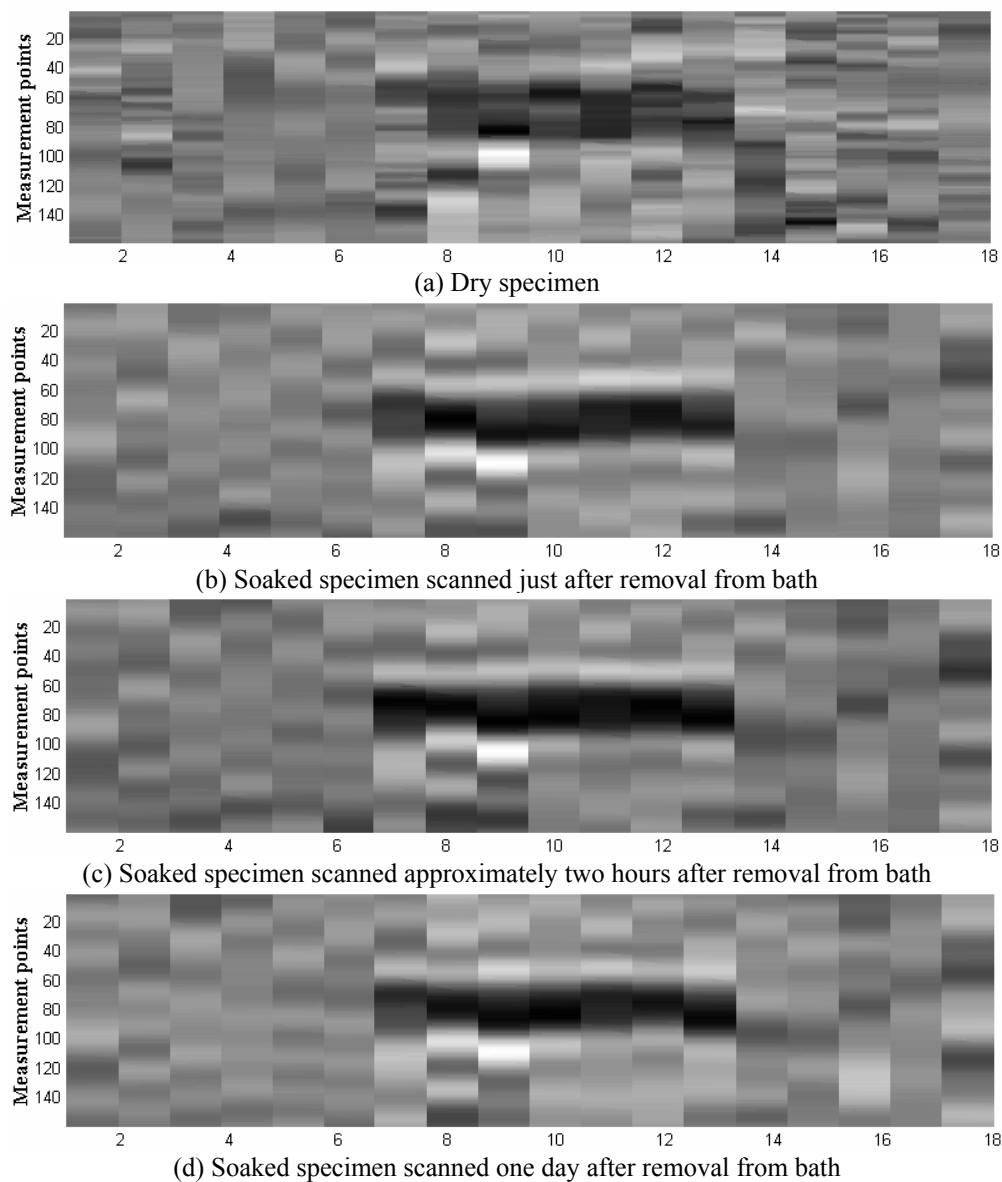 Measurement points
20
40
60
80
100
120
140
2 4 6 8 10 12 14 16 18
(a) Dry specimen
Measurement points
20
40
60
80
100
120
140
2 4 6 8 10 12 14 16 18
(b) Soaked specimen scanned just after removal from bath
Measurement points
20
40
60
80
100
120
140
2 4 6 8 10 12 14 16 18
(c) Soaked specimen scanned approximately two hours after removal from bath
Measurement points
20
40
60
80
100
120
140
2 4 6 8 10 12 14 16 18
(d) Soaked specimen scanned one day after removal from bath